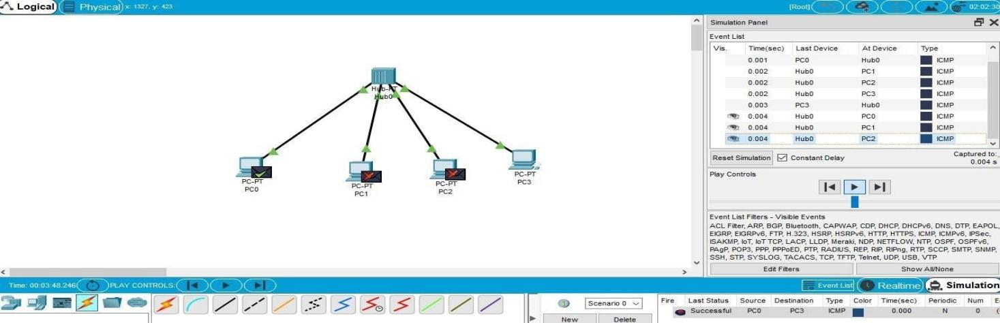 Logical Physical x: 1327, y: 423 [Root] 02:02:30
Simulation Panel
Event List
Vis. Time(sec) Last Device At Device Type
0.001 PC0 Hub0 ICMP
0.002 Hub0 PC1 ICMP
0.002 Hub0 PC2 ICMP
0.002 Hub0 PC3 ICMP
0.003 PC3 Hub0 ICMP
0.004 Hub0 PC0 ICMP
0.004 Hub0 PC1 ICMP
0.004 Hub0 PC2 ICMP
Reset Simulation Constant Delay Captured to:
0.004 s
Play Controls
Event List Filters - Visible Events
ACL Filter, ARP, BGP, Bluetooth, CAPWAP, CDP, DHCP, DHCPv6, DNS, DTP, EAPOL,
EIGRP, EIGRPv6, FTP, H.323, HSRP, HSRPv6, HTTP, HTTPS, ICMP, ICMPv6, IPSec,
ISAKMP, IoT, IoT TCP, LACP, LLDP, Meraki, NDP, NETFLOW, NTP, OSPF, OSPFv6,
PAgP, POP3, PPP, PPPoED, PTP, RADIUS, REP, RIP, RIPng, RTP, SCCP, SMTP, SNMP,
SSH, STP, SYSLOG, TACACS, TCP, TFTP, Telnet, UDP, USB, VTP
Edit Filters Show All/None
Hub-PT
Hub0
PC-PT
PC0
PC-PT
PC1
PC-PT
PC2
PC-PT
PC3
Time: 00:03:48.246 PLAY CONTROLS: Event List Realtime Simulation
Scenario 0
New Delete
Fire Last Status Source Destination Type Color Time(sec) Periodic Num
Successful PC0 PC3 ICMP 0.000 N 0